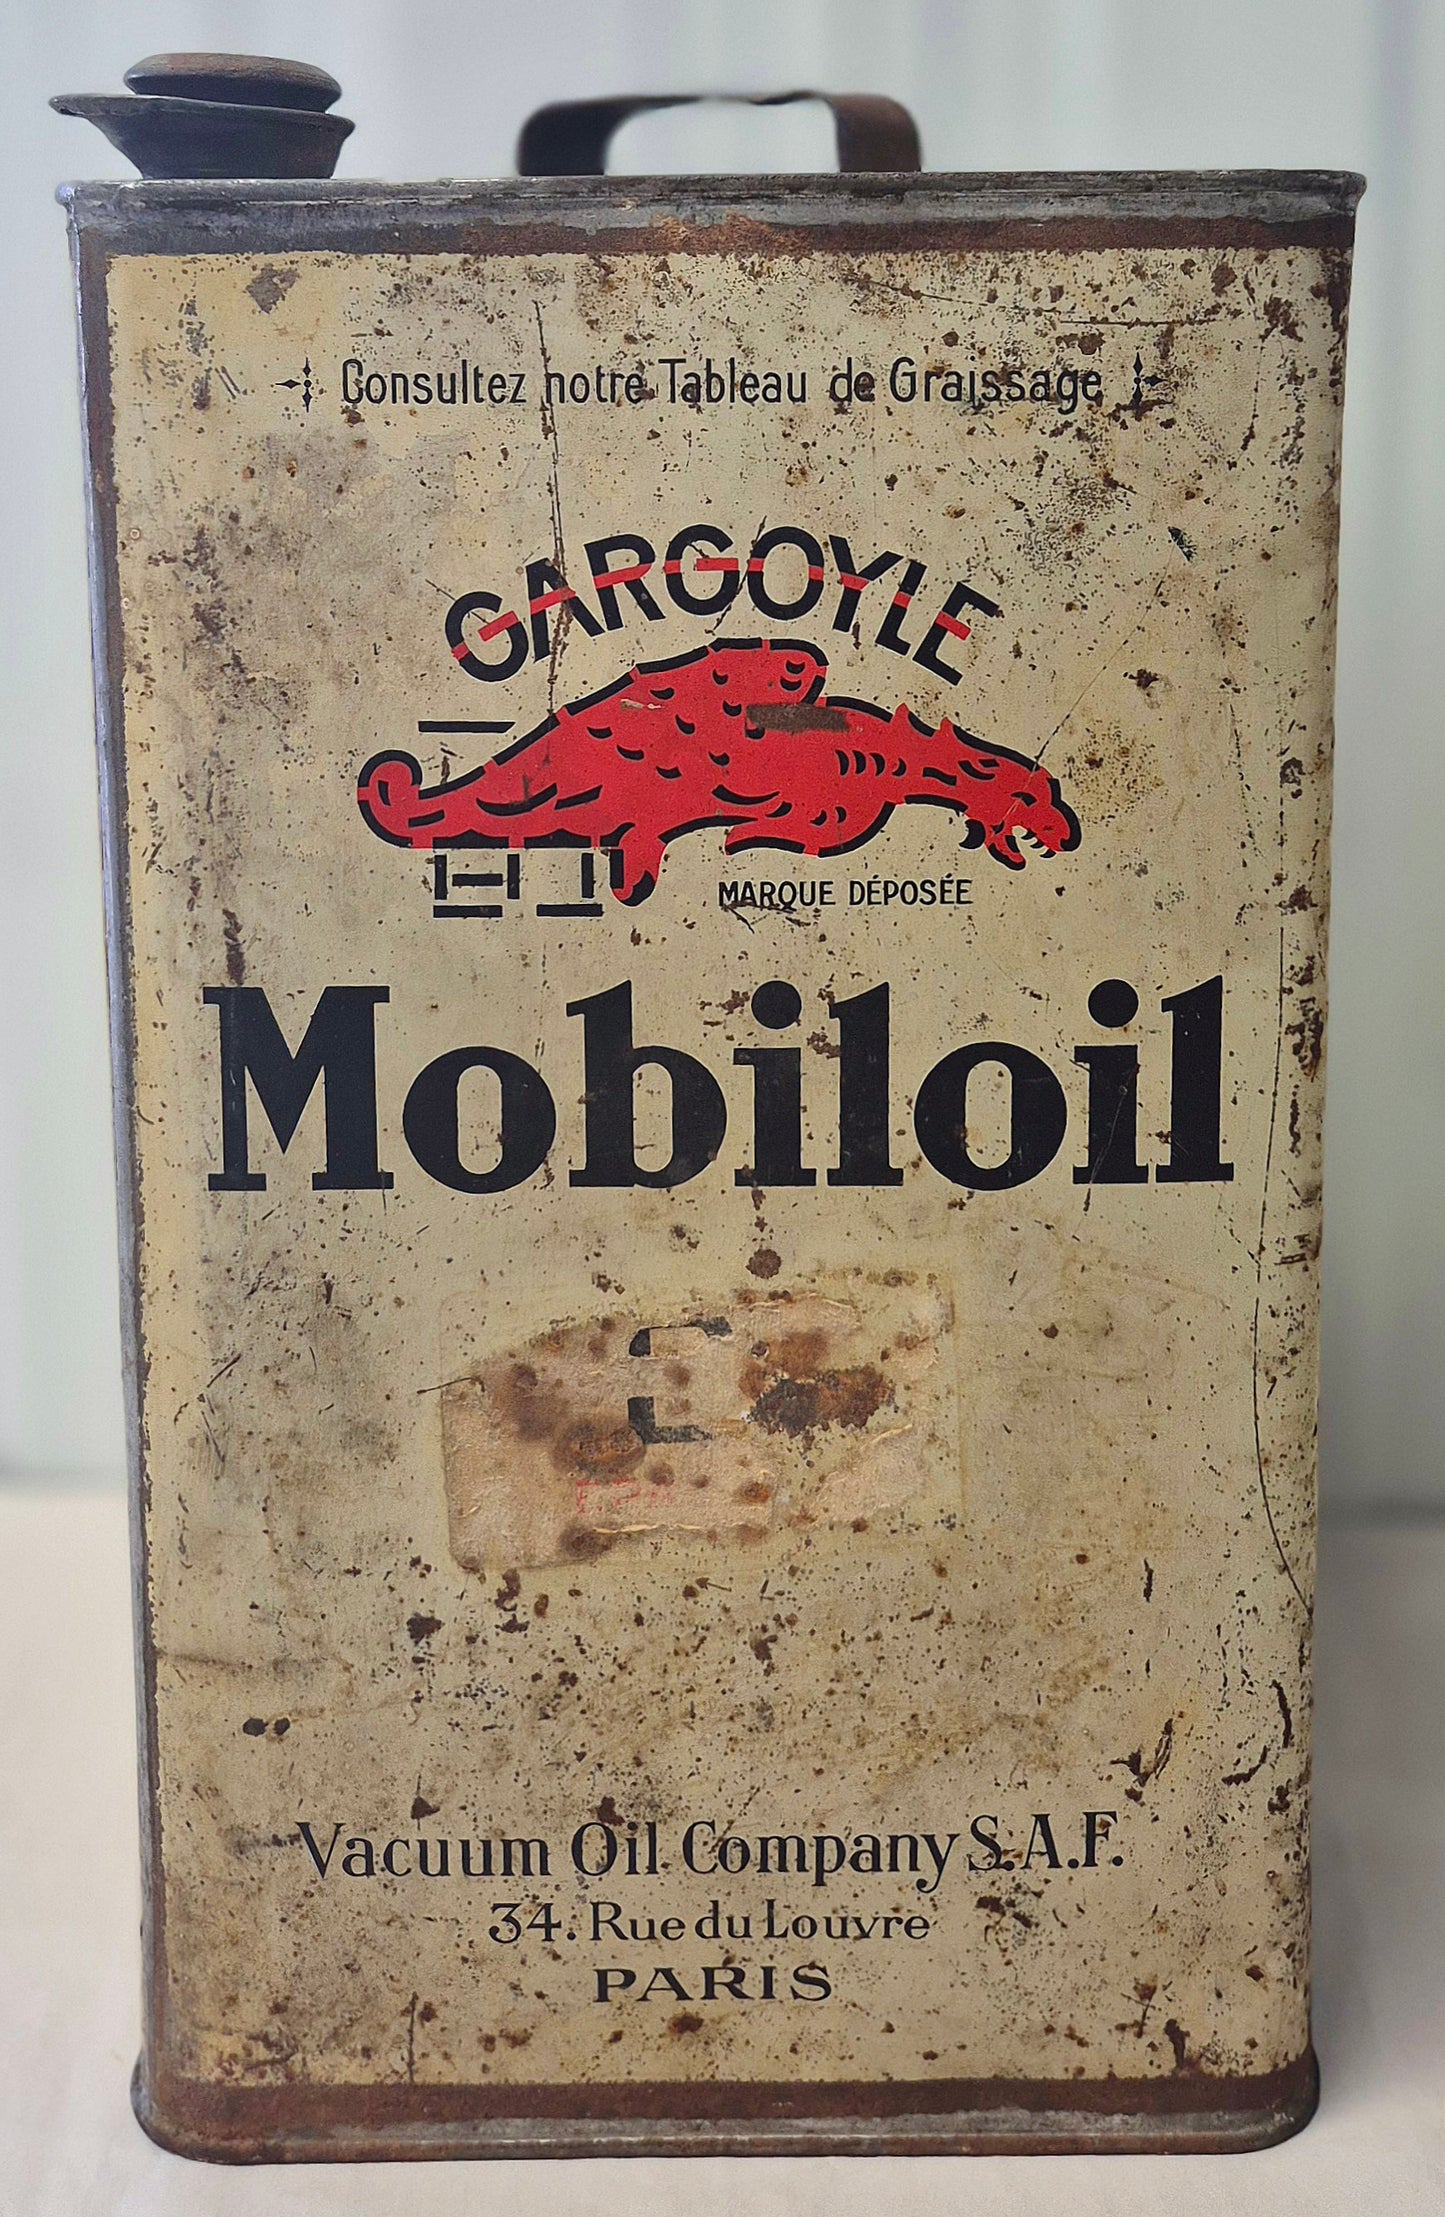 Consultez notre Tableau de Graissage
GARGOYLE
MARQUE DÉPOSÉE
Mobiloil
Vacuum Oil Company S.A.F.
34. Rue du Louvre
PARIS